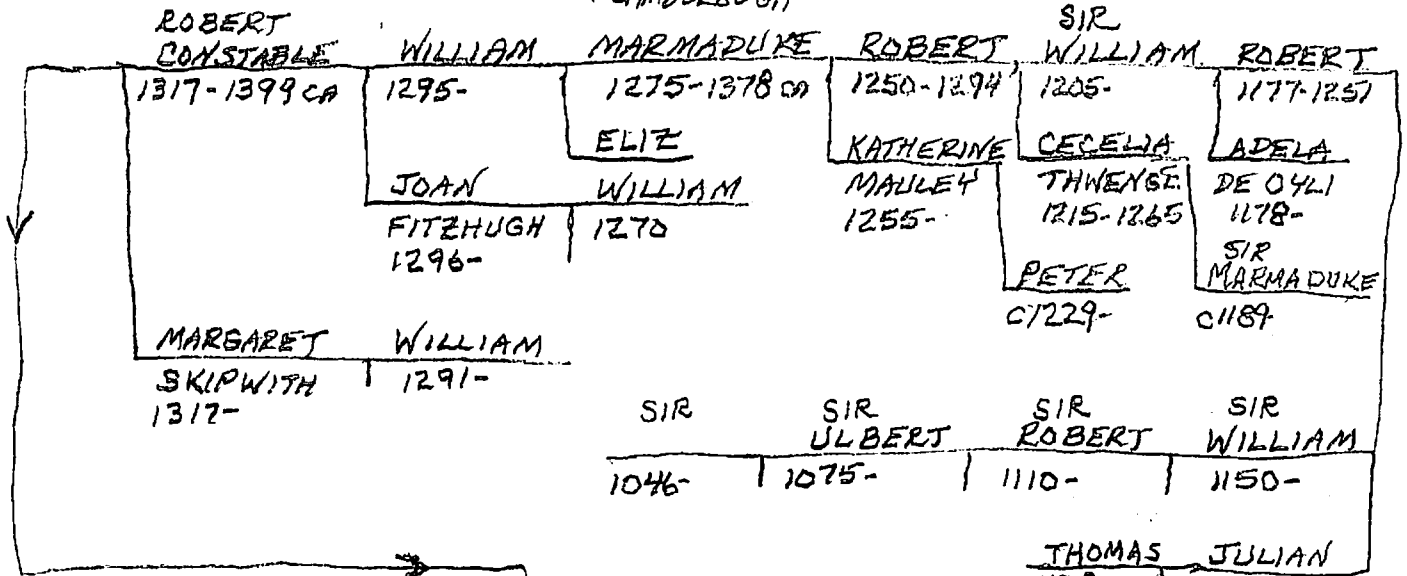 ROBERT
CONSTABLE
1317-1399 CA
WILLIAM
1295-
MARMADUKE
1275-1378 CA
ROBERT
1250-1294
SIR
WILLIAM
1205-
ROBERT
1177-1257
ELIZ
KATHERINE
MAULEY
1255-
CECELIA
THWENGE
1215-1265
ADELA
DE OYLI
1178-
JOAN
FITZHUGH
1296-
WILLIAM
1270
PETER
C1229-
SIR
MARMADUKE
C1189-
MARGARET
SKIPWITH
1317-
WILLIAM
1291-
SIR
1046-
SIR
ULBERT
1075-
SIR
ROBERT
1110-
SIR
WILLIAM
1150-
THOMAS
JULIAN